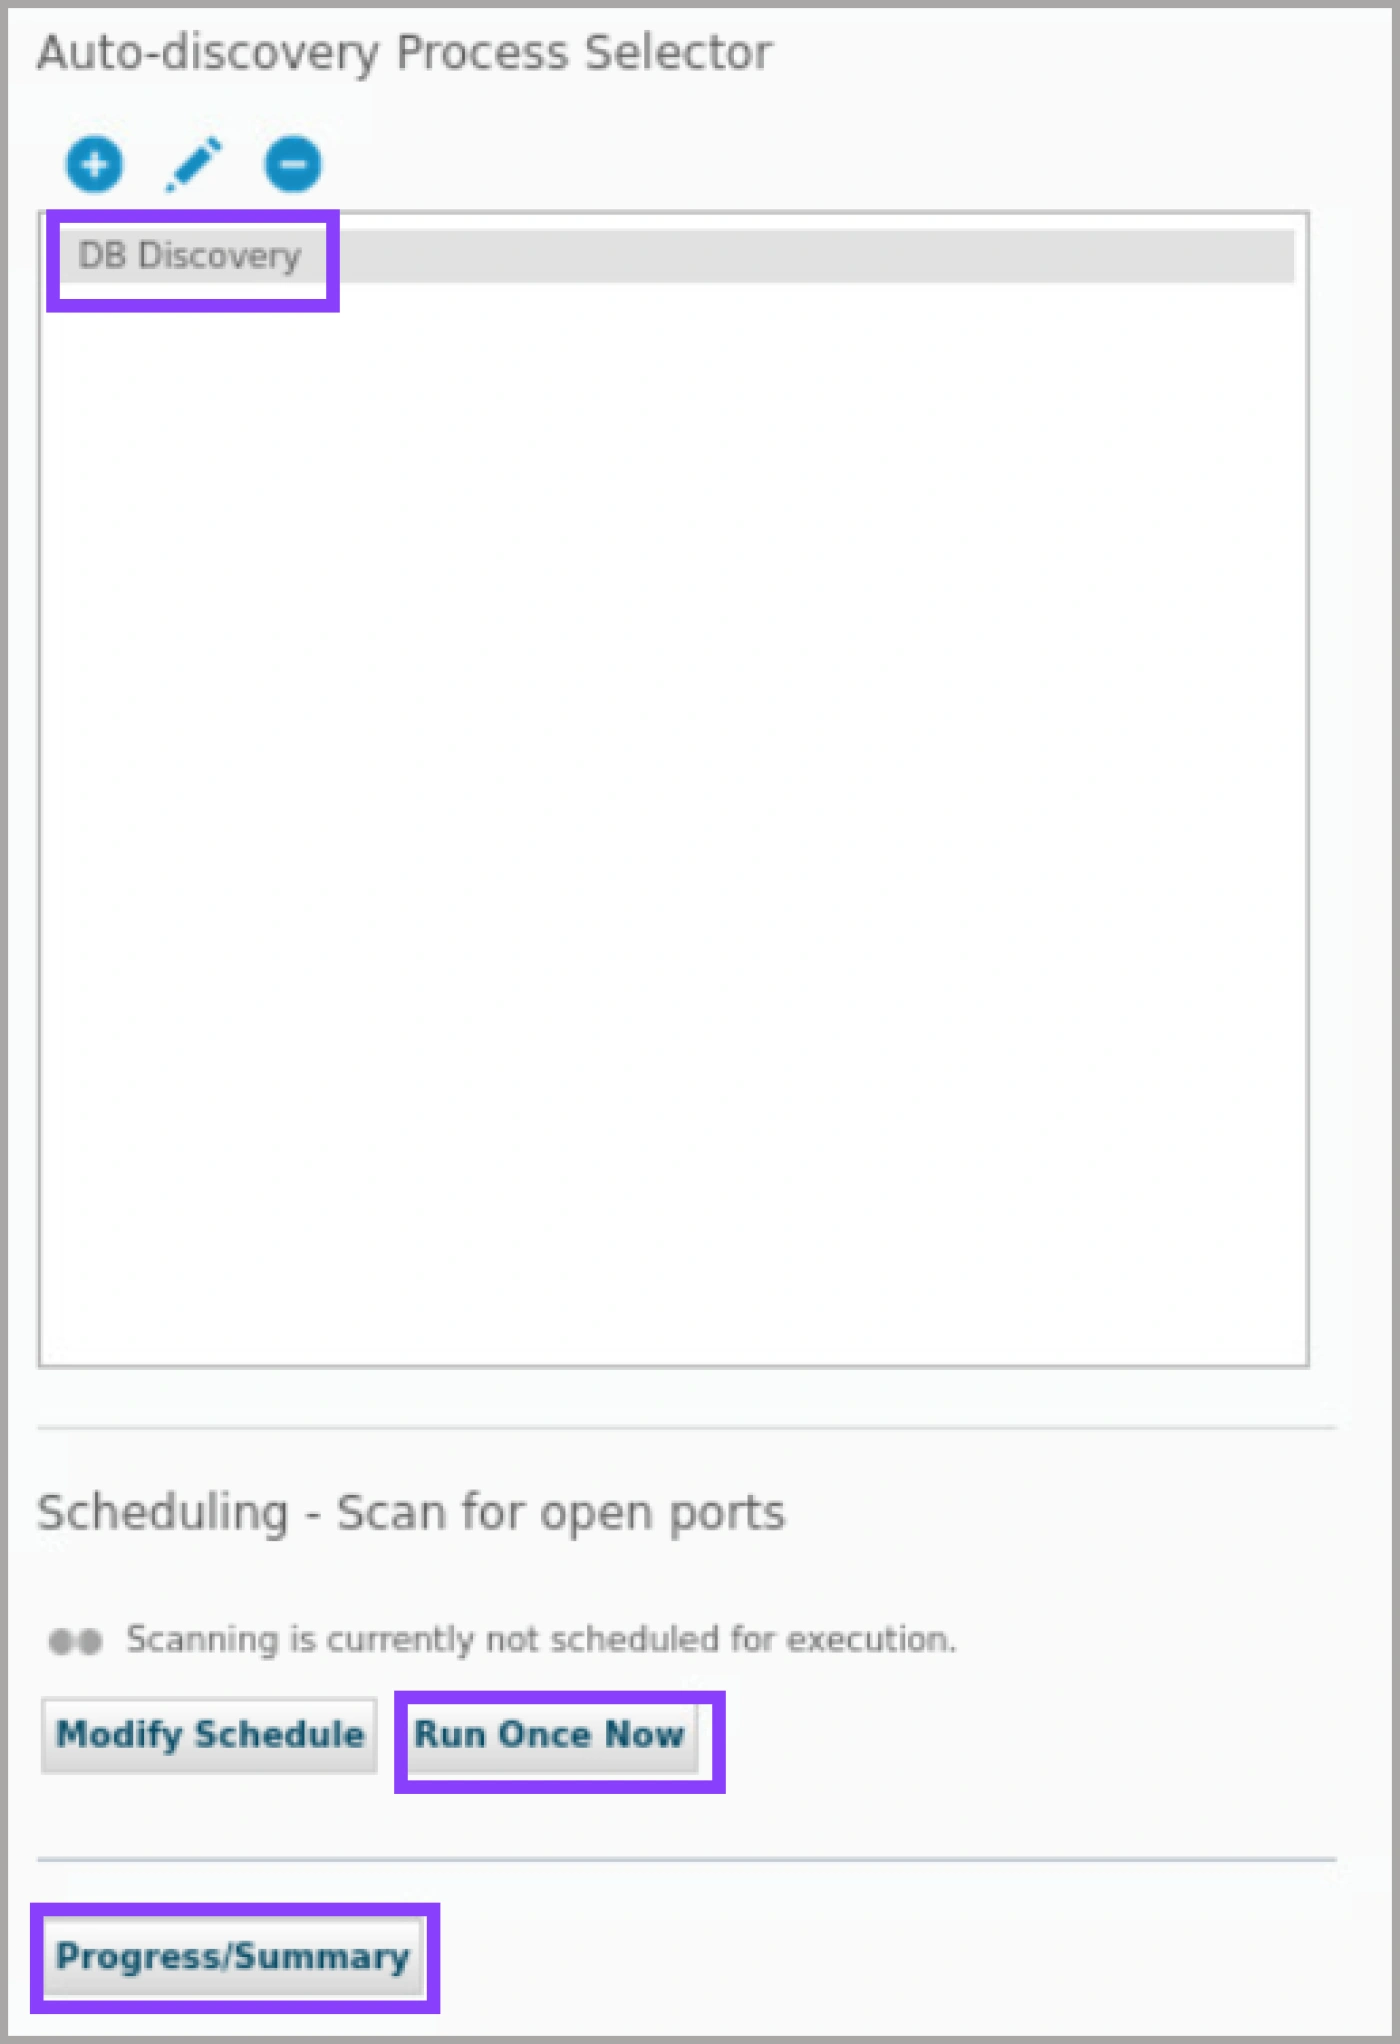 Auto-discovery Process Selector
DB Discovery
Scheduling - Scan for open ports
Scanning is currently not scheduled for execution.
Modify Schedule Run Once Now
Progress/Summary